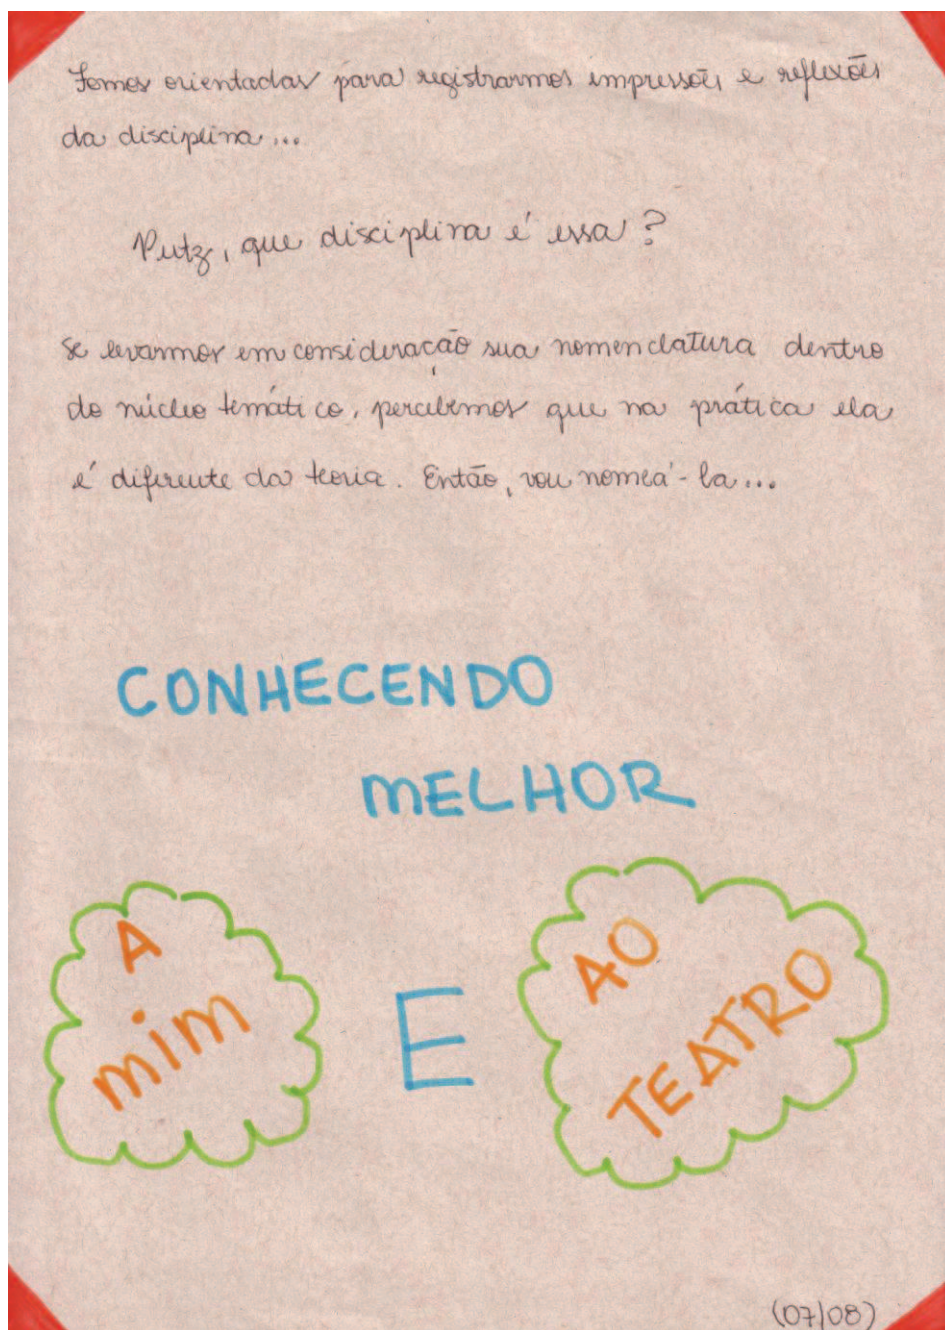 Fomos orientadas para registrarmos impressões e reflexões
da disciplina...
Putz, que disciplina é essa?
Se levarmos em consideração sua nomenclatura dentro
do núcleo temático, percebemos que na prática ela
é diferente da teoria. Então, vou nomeá-la...
CONHECENDO
MELHOR
A
mim
E
AO
TEATRO
(07/08)